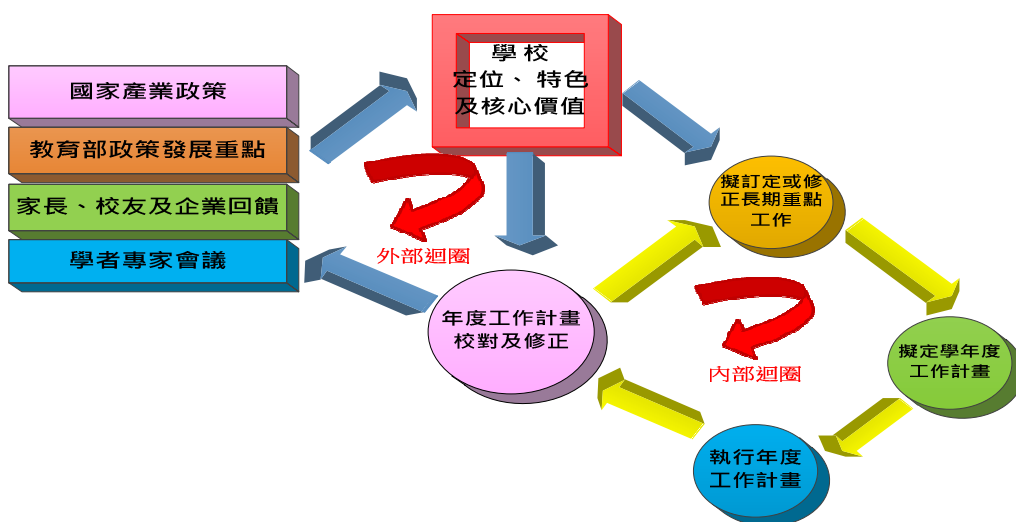 學校
定位、特色
及核心價值
國家產業政策
教育部政策發展重點
家長、校友及企業回饋
學者專家會議
外部迴圈
擬訂定或修
正長期重點
工作
年度工作計畫
校對及修正
內部迴圈
擬定學年度
工作計畫
執行年度
工作計畫